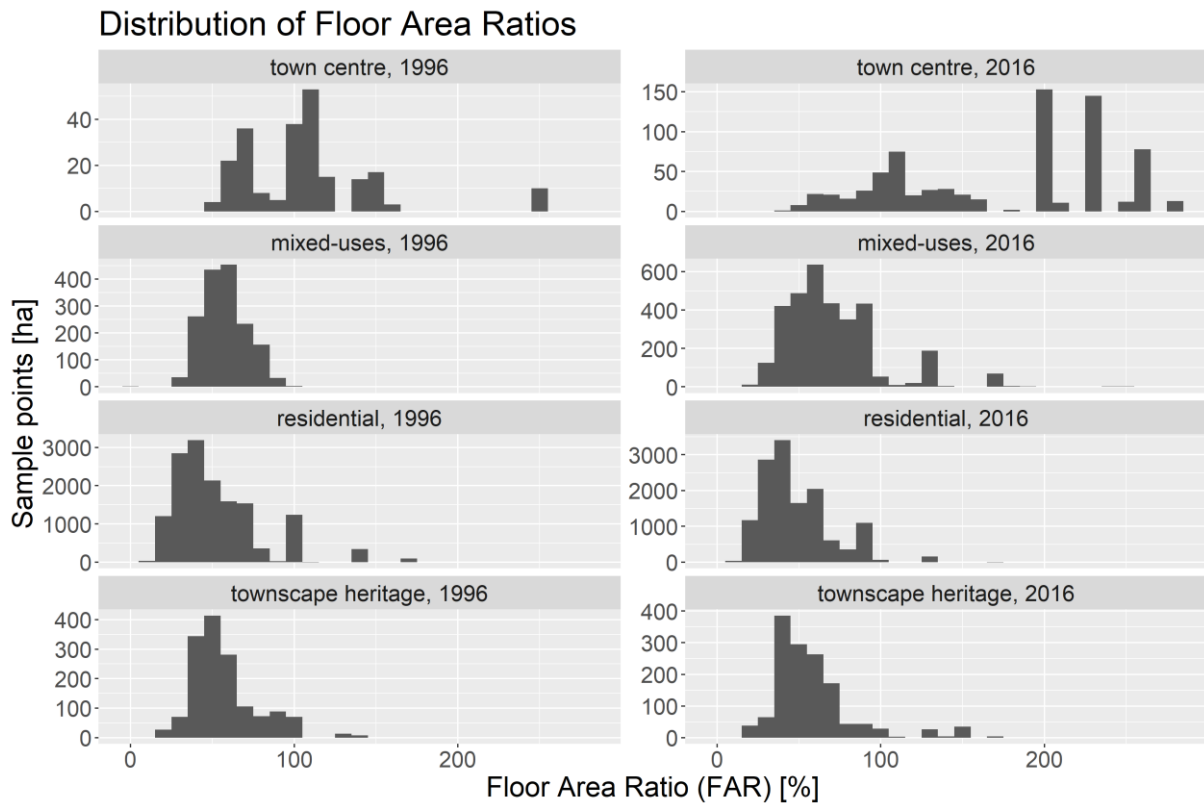 Distribution of Floor Area Ratios
town centre, 1996
40
20
0
town centre, 2016
150
100
50
0
mixed-uses, 1996
400
300
200
100
0
mixed-uses, 2016
600
400
200
0
residential, 1996
3000
2000
1000
0
residential, 2016
3000
2000
1000
0
townscape heritage, 1996
400
300
200
100
0
townscape heritage, 2016
400
300
200
100
0
0 100 200
0 100 200
Sample points [ha]
Floor Area Ratio (FAR) [%]